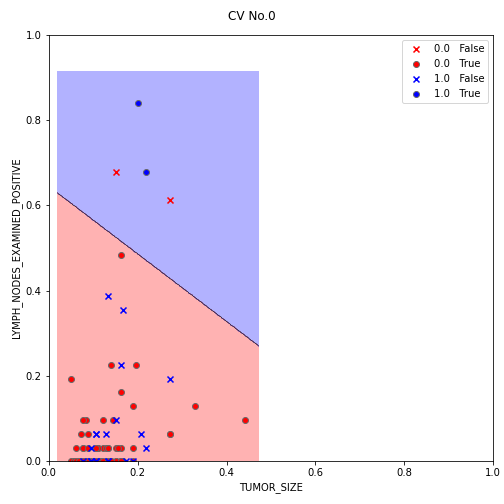 CV No.0
1.0
0.8
0.6
0.4
0.2
0.0
LYMPH_NODES_EXAMINED_POSITIVE
0.0 False
0.0 True
1.0 False
1.0 True
0.0 0.2 0.4 0.6 0.8 1.0
TUMOR_SIZE